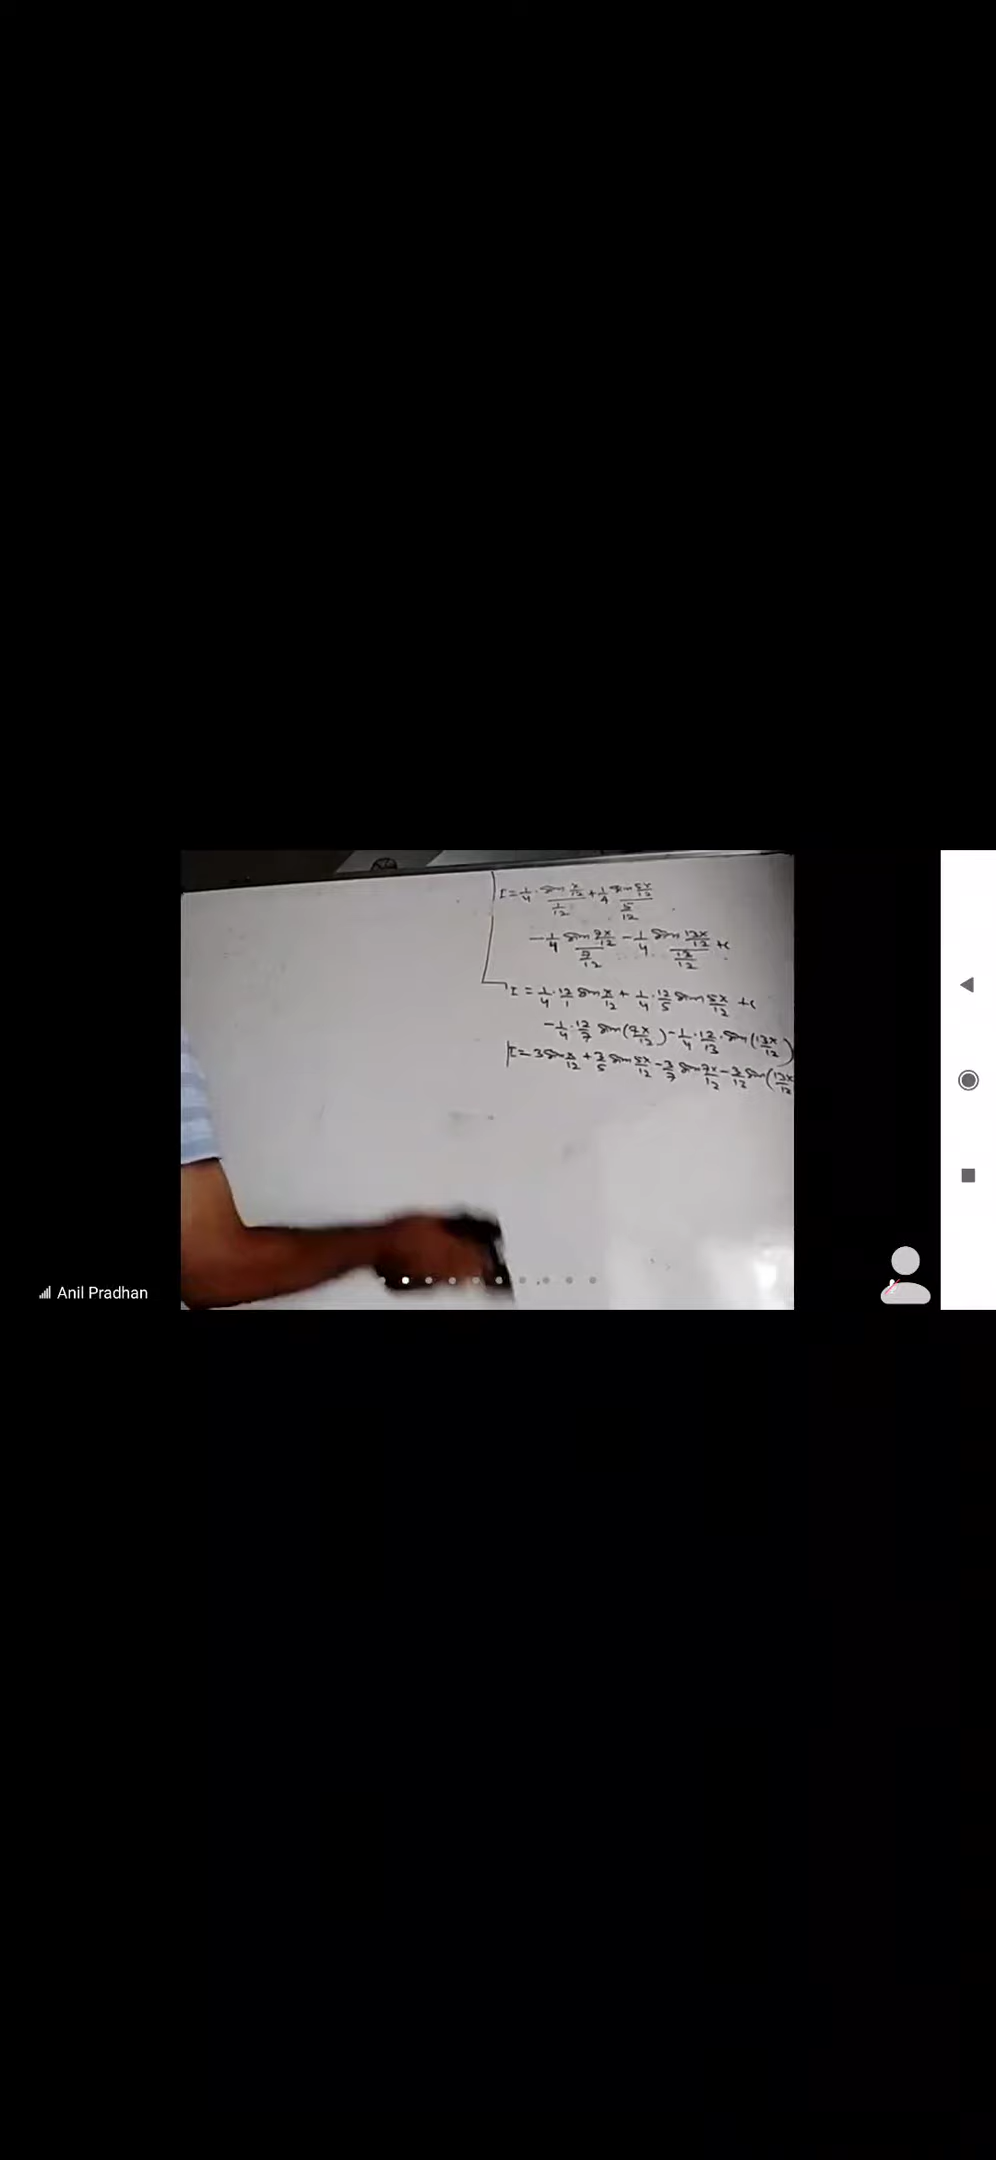 I = 1/4 · sin x/12 / 1/12 + 1/4 sin 5x/12 / 5/12
- 1/4 sin 7x/12 / 7/12 - 1/4 sin 13x/12 / 13/12 + c
I = 1/4 · 12/1 sin x/12 + 1/4 · 12/5 sin 5x/12 + c
- 1/4 · 12/7 sin (7x/12) - 1/4 · 12/13 · sin (13x/12)
I = 3 sin x/12 + 3/5 sin 5x/12 - 3/7 sin 7x/12 - 3/13 sin (13x/12
Anil Pradhan